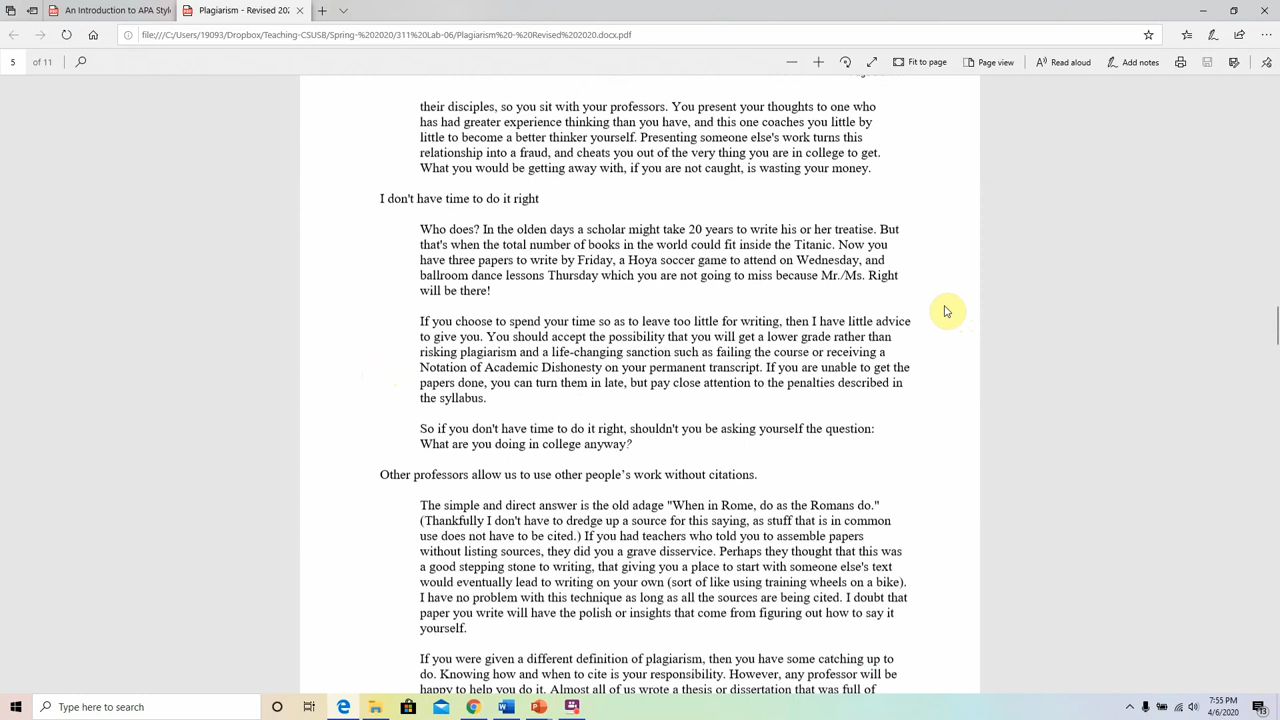 An Introduction to APA Styl
Plagiarism - Revised 202
file:///C:/Users/19093/Dropbox/Teaching-CSUSB/Spring-%202020/311%20Lab-06/Plagiarism%20-%20Revised%202020.docx.pdf
5 of 11
Fit to page
Page view
Read aloud
Add notes
their disciples, so you sit with your professors. You present your thoughts to one who
has had greater experience thinking than you have, and this one coaches you little by
little to become a better thinker yourself. Presenting someone else's work turns this
relationship into a fraud, and cheats you out of the very thing you are in college to get.
What you would be getting away with, if you are not caught, is wasting your money.
I don't have time to do it right
Who does? In the olden days a scholar might take 20 years to write his or her treatise. But
that's when the total number of books in the world could fit inside the Titanic. Now you
have three papers to write by Friday, a Hoya soccer game to attend on Wednesday, and
ballroom dance lessons Thursday which you are not going to miss because Mr./Ms. Right
will be there!
If you choose to spend your time so as to leave too little for writing, then I have little advice
to give you. You should accept the possibility that you will get a lower grade rather than
risking plagiarism and a life-changing sanction such as failing the course or receiving a
Notation of Academic Dishonesty on your permanent transcript. If you are unable to get the
papers done, you can turn them in late, but pay close attention to the penalties described in
the syllabus.
So if you don't have time to do it right, shouldn't you be asking yourself the question:
What are you doing in college anyway?
Other professors allow us to use other people's work without citations.
The simple and direct answer is the old adage "When in Rome, do as the Romans do."
(Thankfully I don't have to dredge up a source for this saying, as stuff that is in common
use does not have to be cited.) If you had teachers who told you to assemble papers
without listing sources, they did you a grave disservice. Perhaps they thought that this was
a good stepping stone to writing, that giving you a place to start with someone else's text
would eventually lead to writing on your own (sort of like using training wheels on a bike).
I have no problem with this technique as long as all the sources are being cited. I doubt that
paper you write will have the polish or insights that come from figuring out how to say it
yourself.
If you were given a different definition of plagiarism, then you have some catching up to
do. Knowing how and when to cite is your responsibility. However, any professor will be
happy to help you do it. Almost all of us wrote a thesis or dissertation that was full of
Type here to search
7:55 PM
4/6/2020